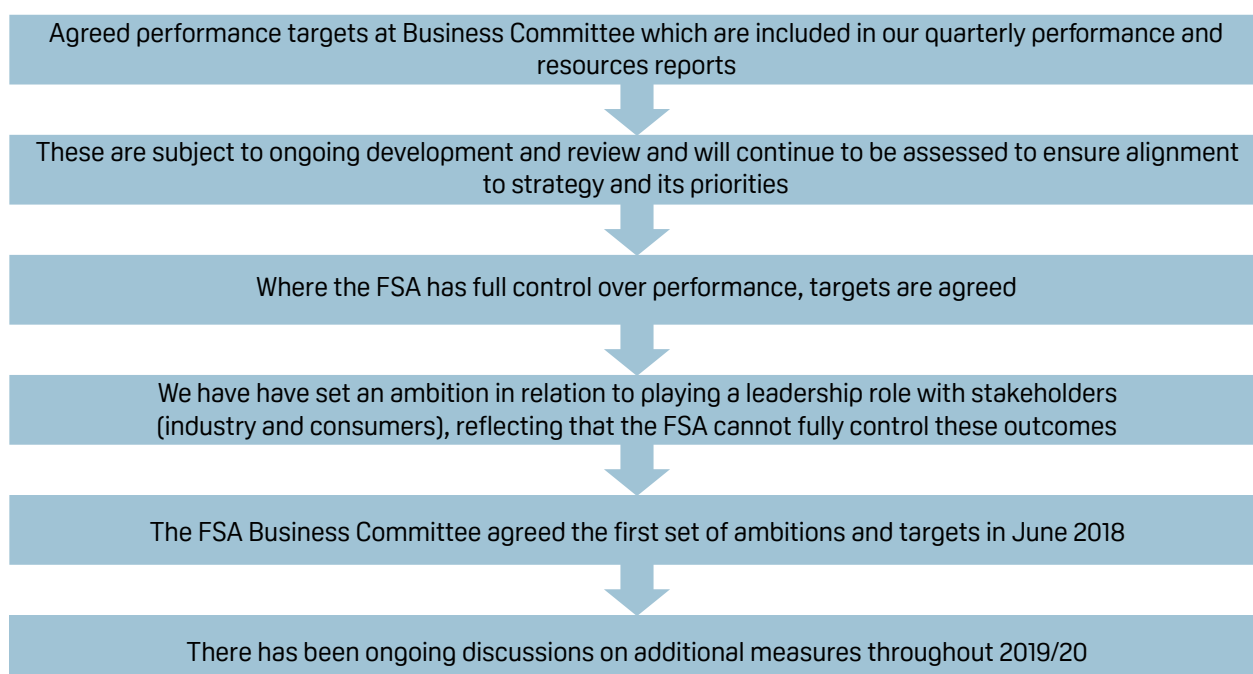 Agreed performance targets at Business Committee which are included in our quarterly performance and
resources reports
These are subject to ongoing development and review and will continue to be assessed to ensure alignment
to strategy and its priorities
Where the FSA has full control over performance, targets are agreed
We have have set an ambition in relation to playing a leadership role with stakeholders
(industry and consumers), reflecting that the FSA cannot fully control these outcomes
The FSA Business Committee agreed the first set of ambitions and targets in June 2018
There has been ongoing discussions on additional measures throughout 2019/20